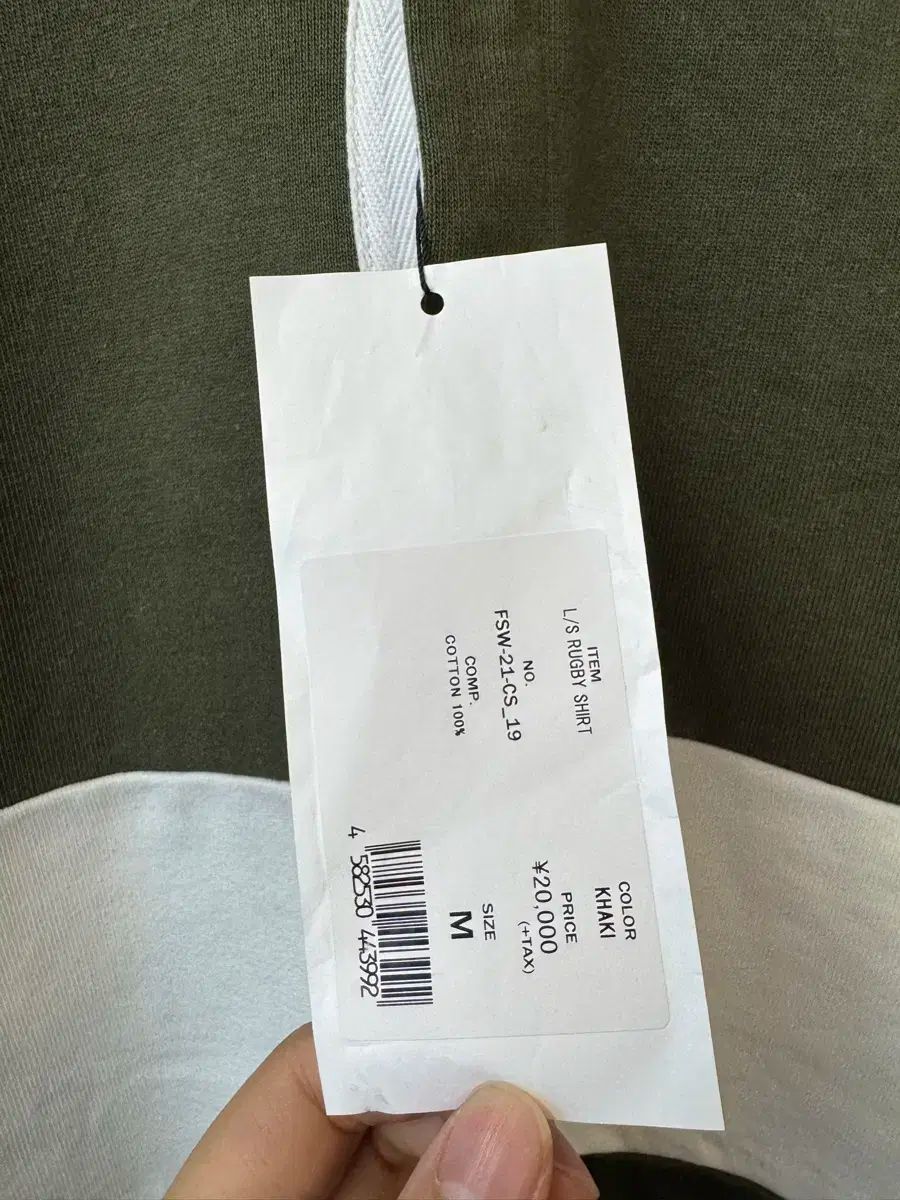 ITEM
L/S RUGBY SHIRT
COLOR
KHAKI
NO.
FSW-21-CS_19
PRICE
¥20,000
(+TAX)
COMP.
COTTON 100%
SIZE
M
4 582530 443992